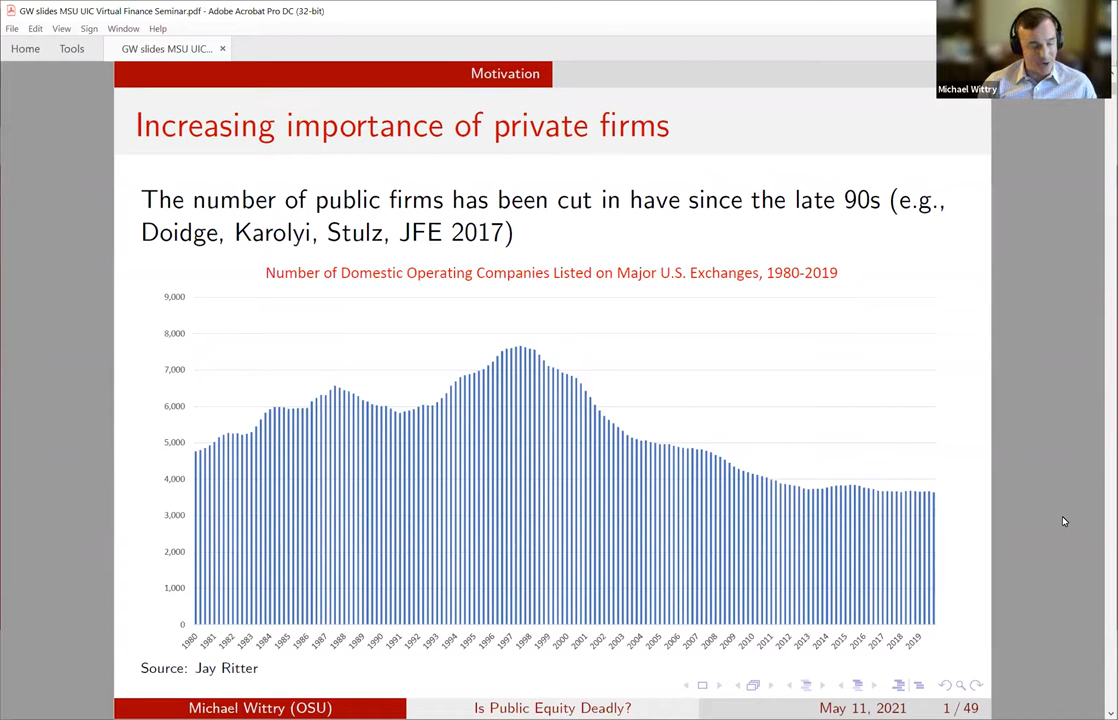 GW slides MSU UIC Virtual Finance Seminar.pdf - Adobe Acrobat Pro DC (32-bit)
File Edit View Sign Window Help
Home Tools GW slides MSU UIC... ×
Michael Wittry
Motivation
Increasing importance of private firms
The number of public firms has been cut in have since the late 90s (e.g.,
Doidge, Karolyi, Stulz, JFE 2017)
Number of Domestic Operating Companies Listed on Major U.S. Exchanges, 1980-2019
9,000
8,000
7,000
6,000
5,000
4,000
3,000
2,000
1,000
0
1980 1981 1982 1983 1984 1985 1986 1987 1988 1989 1990 1991 1992 1993 1994 1995 1996 1997 1998 1999 2000 2001 2002 2003 2004 2005 2006 2007 2008 2009 2010 2011 2012 2013 2014 2015 2016 2017 2018 2019
Source: Jay Ritter
Michael Wittry (OSU) Is Public Equity Deadly? May 11, 2021 1 / 49